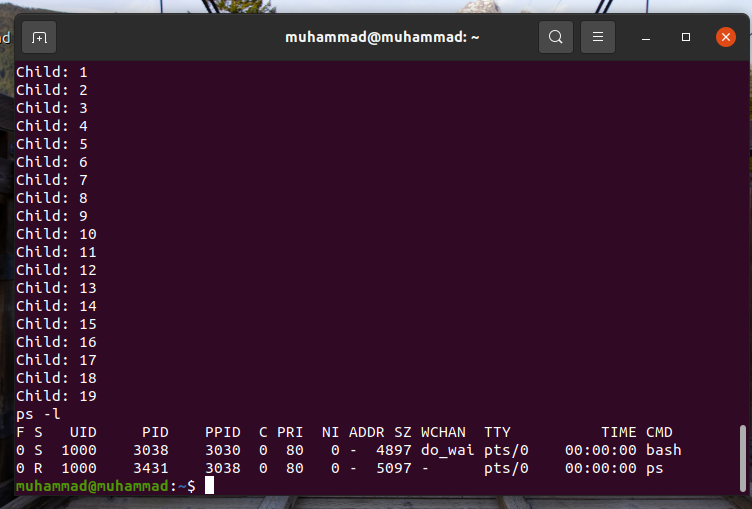 d
muhammad@muhammad: ~
Child: 1
Child: 2
Child: 3
Child: 4
Child: 5
Child: 6
Child: 7
Child: 8
Child: 9
Child: 10
Child: 11
Child: 12
Child: 13
Child: 14
Child: 15
Child: 16
Child: 17
Child: 18
Child: 19
ps -l
F S   UID     PID    PPID  C PRI  NI ADDR SZ WCHAN  TTY          TIME CMD
0 S  1000    3038    3030  0  80   0 -  4897 do_wai pts/0    00:00:00 bash
0 R  1000    3431    3038  0  80   0 -  5097 -      pts/0    00:00:00 ps
muhammad@muhammad:~$